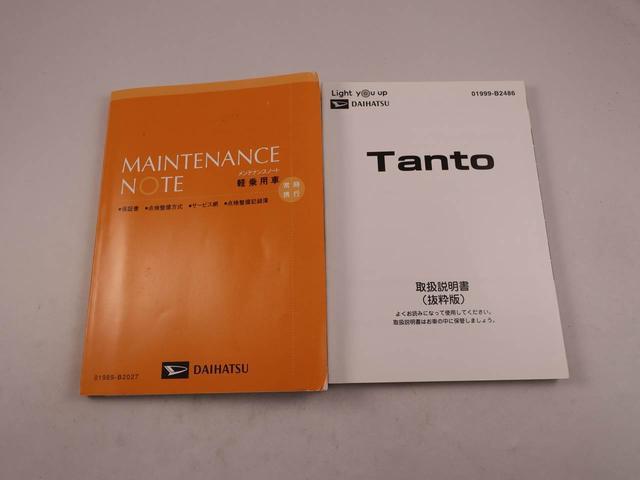 MAINTENANCE
NOTE
メンテナンスノート
軽乗用車
常時
携行
●保証書 ●点検整備方式 ●サービス網 ●点検整備記録簿
DAIHATSU
01989-B2027
Light you up
DAIHATSU
01999-B2486
Tanto
取扱説明書
（抜粋版）
よくお読みになって使用してください。
取扱説明書はお車の中に保管しましょう。